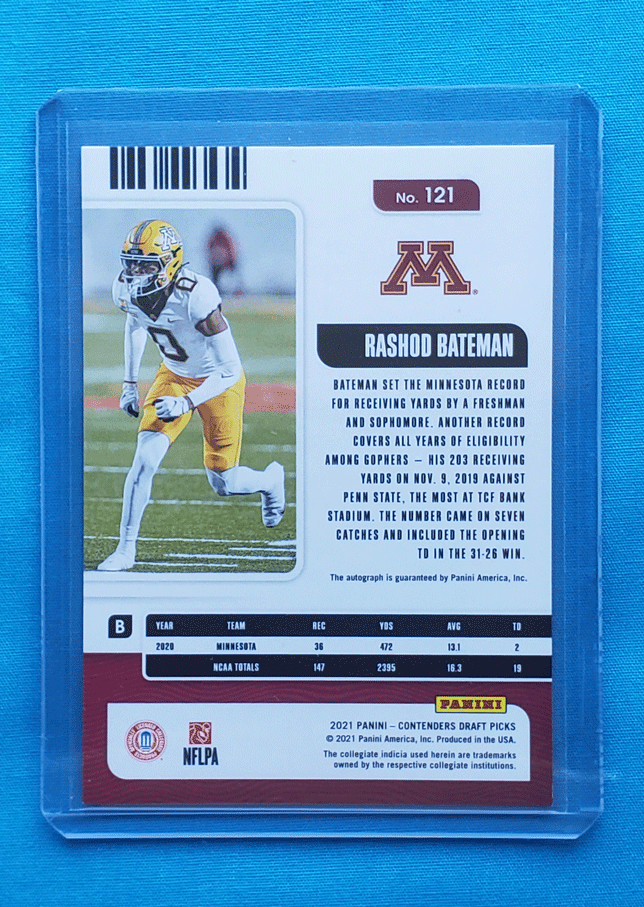 No. 121
M
®
0
RASHOD BATEMAN
BATEMAN SET THE MINNESOTA RECORD
FOR RECEIVING YARDS BY A FRESHMAN
AND SOPHOMORE. ANOTHER RECORD
COVERS ALL YEARS OF ELIGIBILITY
AMONG GOPHERS – HIS 203 RECEIVING
YARDS ON NOV. 9, 2019 AGAINST
PENN STATE, THE MOST AT TCF BANK
STADIUM. THE NUMBER CAME ON SEVEN
CATCHES AND INCLUDED THE OPENING
TD IN THE 31-26 WIN.
The autograph is guaranteed by Panini America, Inc.
B YEAR TEAM REC YDS AVG TD
2020 MINNESOTA 36 472 13.1 2
NCAA TOTALS 147 2395 16.3 19
PANINI
2021 PANINI – CONTENDERS DRAFT PICKS
© 2021 Panini America, Inc. Produced in the USA.
The collegiate indicia used herein are trademarks
owned by the respective collegiate institutions.
NFLPA